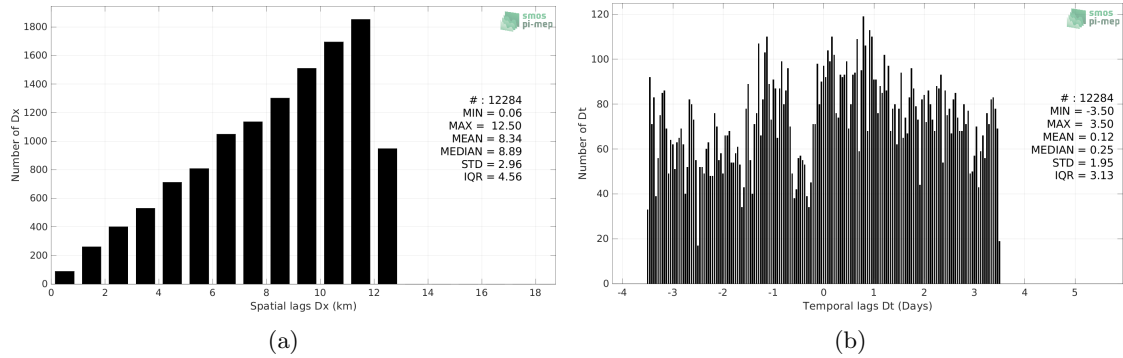 1800
1600
1400
1200
1000
800
600
400
200
0
Number of Dx
0 2 4 6 8 10 12 14 16 18
Spatial lags Dx (km)
smos
pi-mep
# : 12284
MIN = 0.06
MAX = 12.50
MEAN = 8.34
MEDIAN = 8.89
STD = 2.96
IQR = 4.56
(a)
120
100
80
60
40
20
0
Number of Dt
-4 -3 -2 -1 0 1 2 3 4 5
Temporal lags Dt (Days)
smos
pi-mep
# : 12284
MIN = -3.50
MAX = 3.50
MEAN = 0.12
MEDIAN = 0.25
STD = 1.95
IQR = 3.13
(b)